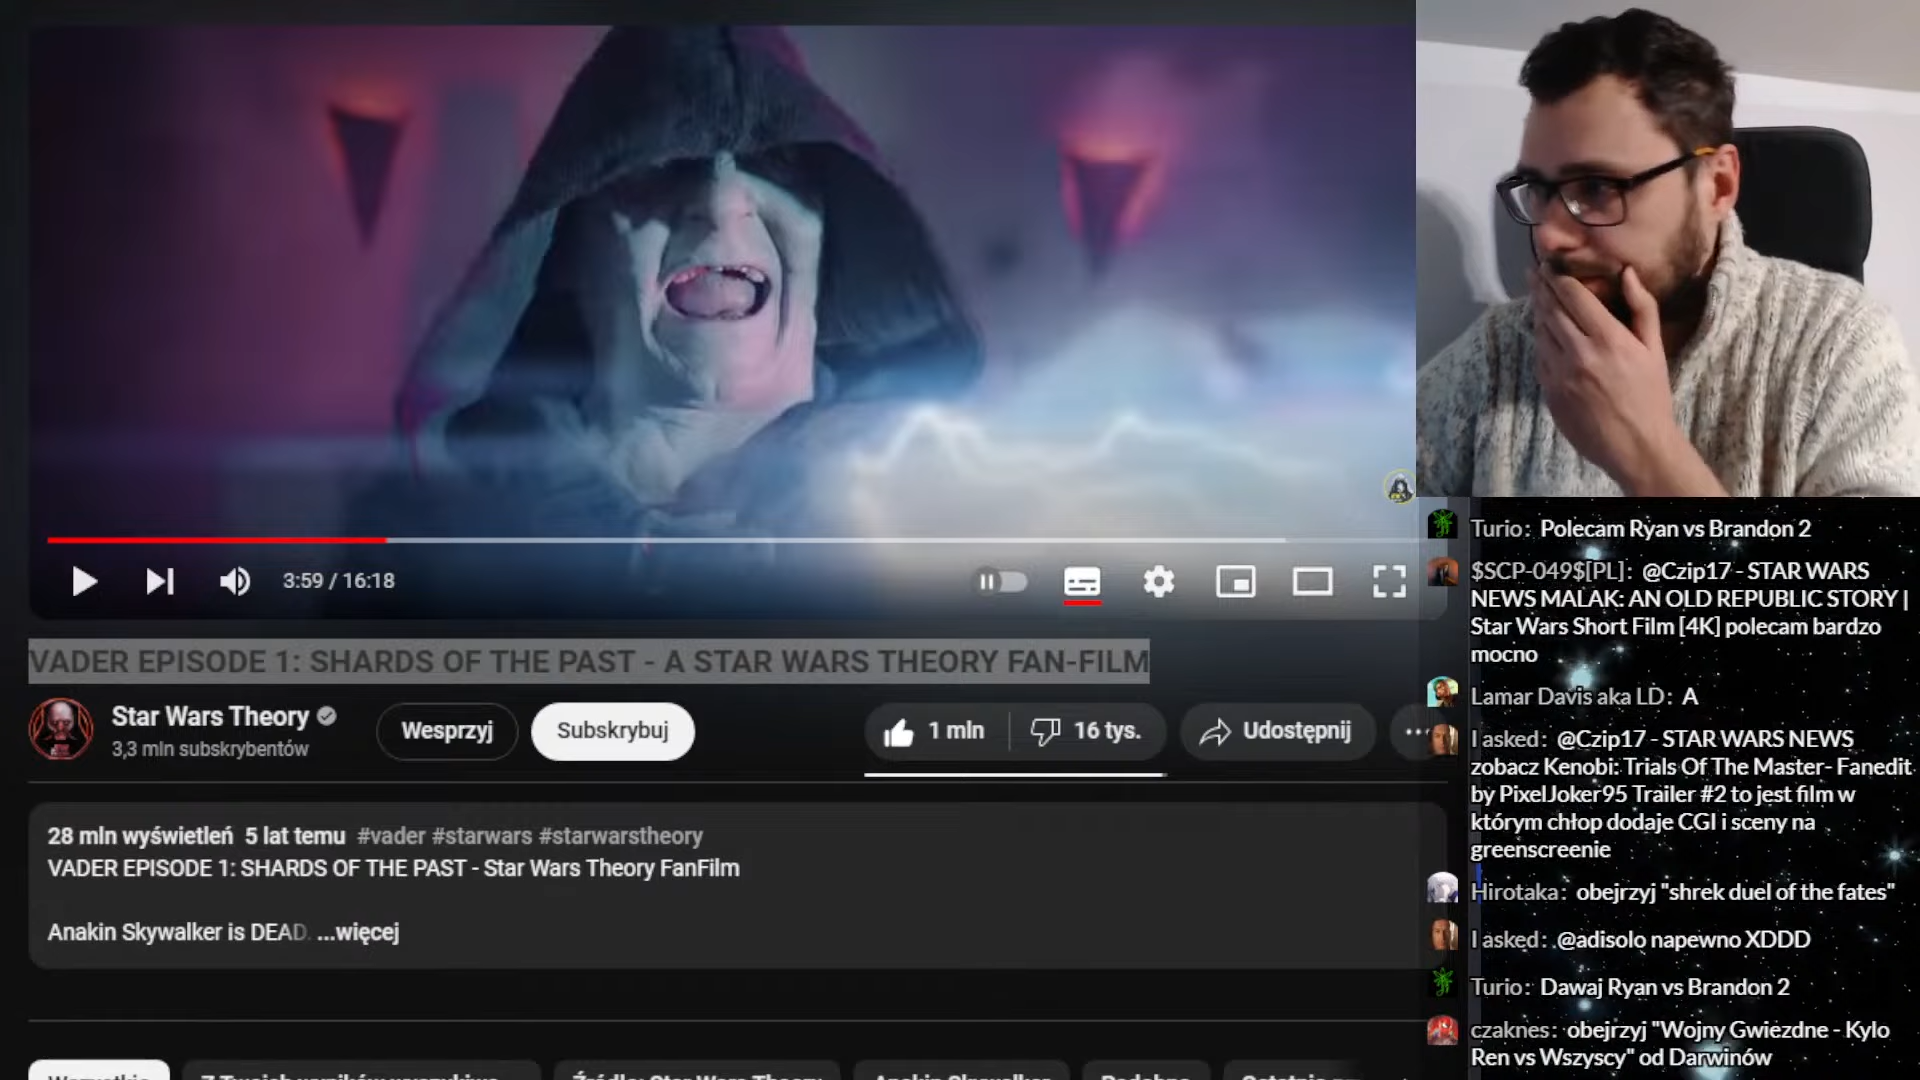 3:59 / 16:18
VADER EPISODE 1: SHARDS OF THE PAST - A STAR WARS THEORY FAN-FILM
Star Wars Theory
3,3 mln subskrybentów
Wesprzyj
Subskrybuj
1 mln
16 tys.
Udostępnij
28 mln wyświetleń 5 lat temu #vader #starwars #starwarstheory
VADER EPISODE 1: SHARDS OF THE PAST - Star Wars Theory FanFilm
Anakin Skywalker is DEAD. ...więcej
Turio: Polecam Ryan vs Brandon 2
$SCP-049$[PL]: @Czip17 - STAR WARS
NEWS MALAK: AN OLD REPUBLIC STORY |
Star Wars Short Film [4K] polecam bardzo
mocno
Lamar Davis aka LD: A
I asked: @Czip17 - STAR WARS NEWS
zobacz Kenobi: Trials Of The Master- Fanedit
by PixelJoker95 Trailer #2 to jest film w
którym chłop dodaje CGI i sceny na
greenscreenie
Hirotaka: obejrzyj "shrek duel of the fates"
I asked: @adisolo napewno XDDD
Turio: Dawaj Ryan vs Brandon 2
czaknes: obejrzyj "Wojny Gwiezdne - Kylo
Ren vs Wszyscy" od Darwinów